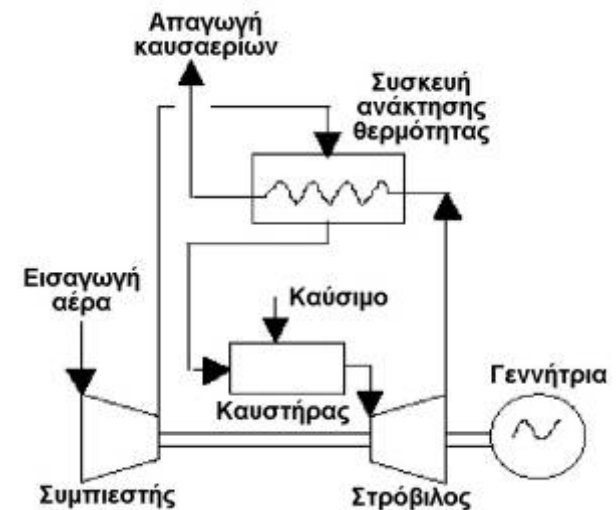 Απαγωγή
καυσαερίων
Συσκευή
ανάκτησης
θερμότητας
Εισαγωγή
αέρα
Καύσιμο
Γεννήτρια
Καυστήρας
Συμπιεστής
Στρόβιλος